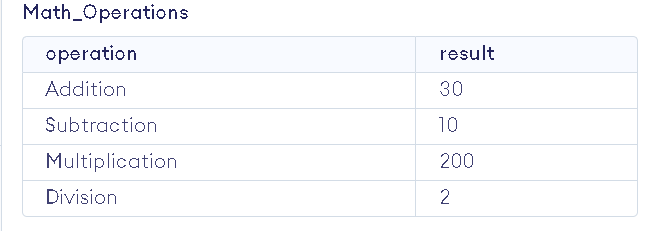 Math_Operations
operation result
Addition 30
Subtraction 10
Multiplication 200
Division 2